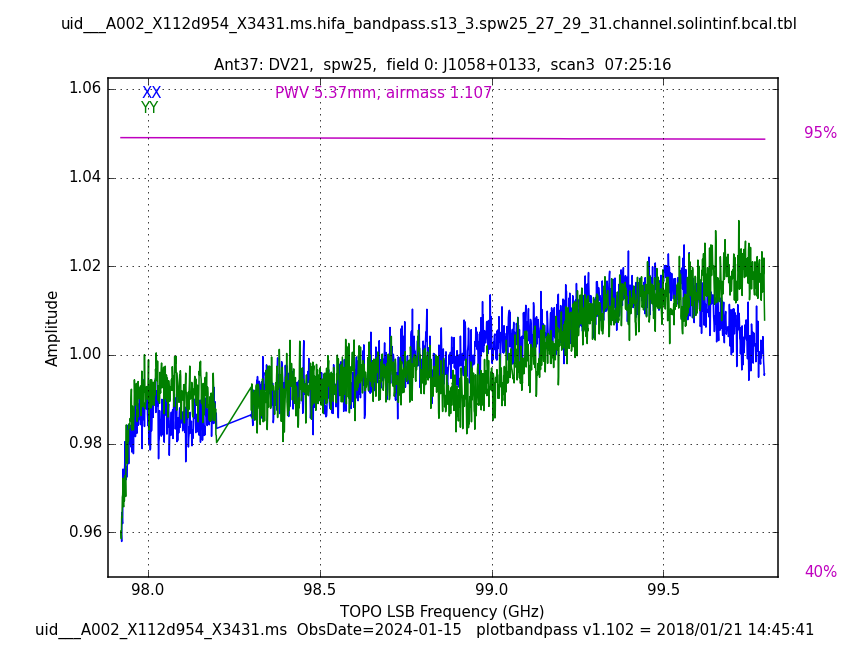 uid___A002_X112d954_X3431.ms.hifa_bandpass.s13_3.spw25_27_29_31.channel.solintinf.bcal.tbl
Ant37: DV21,  spw25,  field 0: J1058+0133,  scan3  07:25:16
1.06
XX
PWV 5.37mm, airmass 1.107
YY
95%
1.04
1.02
Amplitude
1.00
0.98
0.96
40%
98.0 98.5 99.0 99.5
TOPO LSB Frequency (GHz)
uid___A002_X112d954_X3431.ms  ObsDate=2024-01-15   plotbandpass v1.102 = 2018/01/21 14:45:41